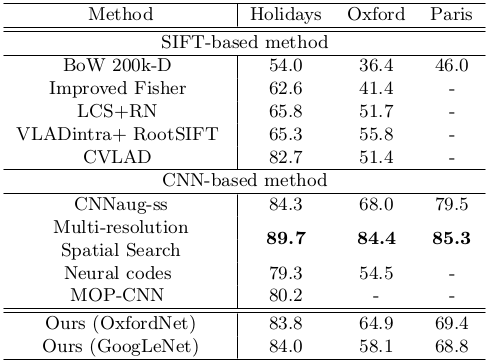 Method Holidays Oxford Paris
SIFT-based method
BoW 200k-D 54.0 36.4 46.0
Improved Fisher 62.6 41.4 -
LCS+RN 65.8 51.7 -
VLADintra+ RootSIFT 65.3 55.8 -
CVLAD 82.7 51.4 -
CNN-based method
CNNaug-ss 84.3 68.0 79.5
Multi-resolution
Spatial Search 89.7 84.4 85.3
Neural codes 79.3 54.5 -
MOP-CNN 80.2 - -
Ours (OxfordNet) 83.8 64.9 69.4
Ours (GoogLeNet) 84.0 58.1 68.8